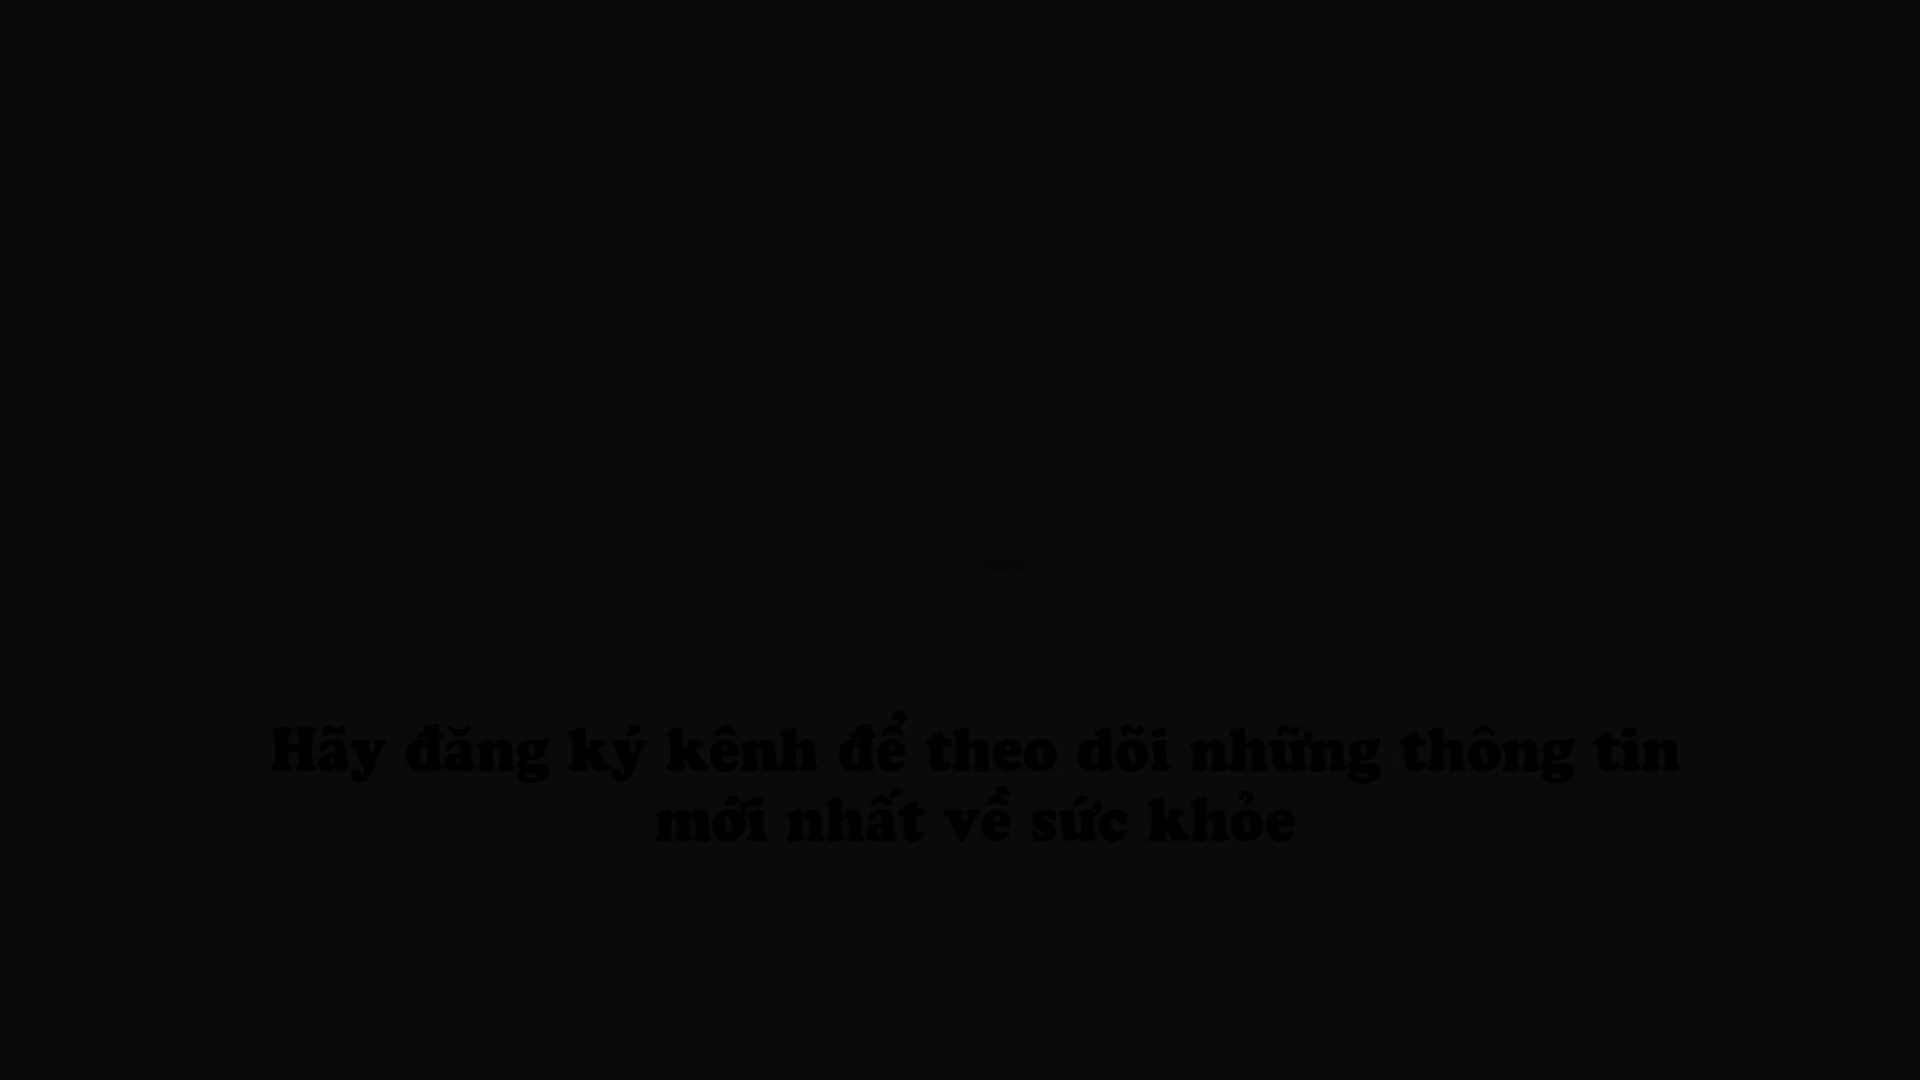 Hãy đăng ký kênh để theo dõi những thông tin
mới nhất về sức khỏe